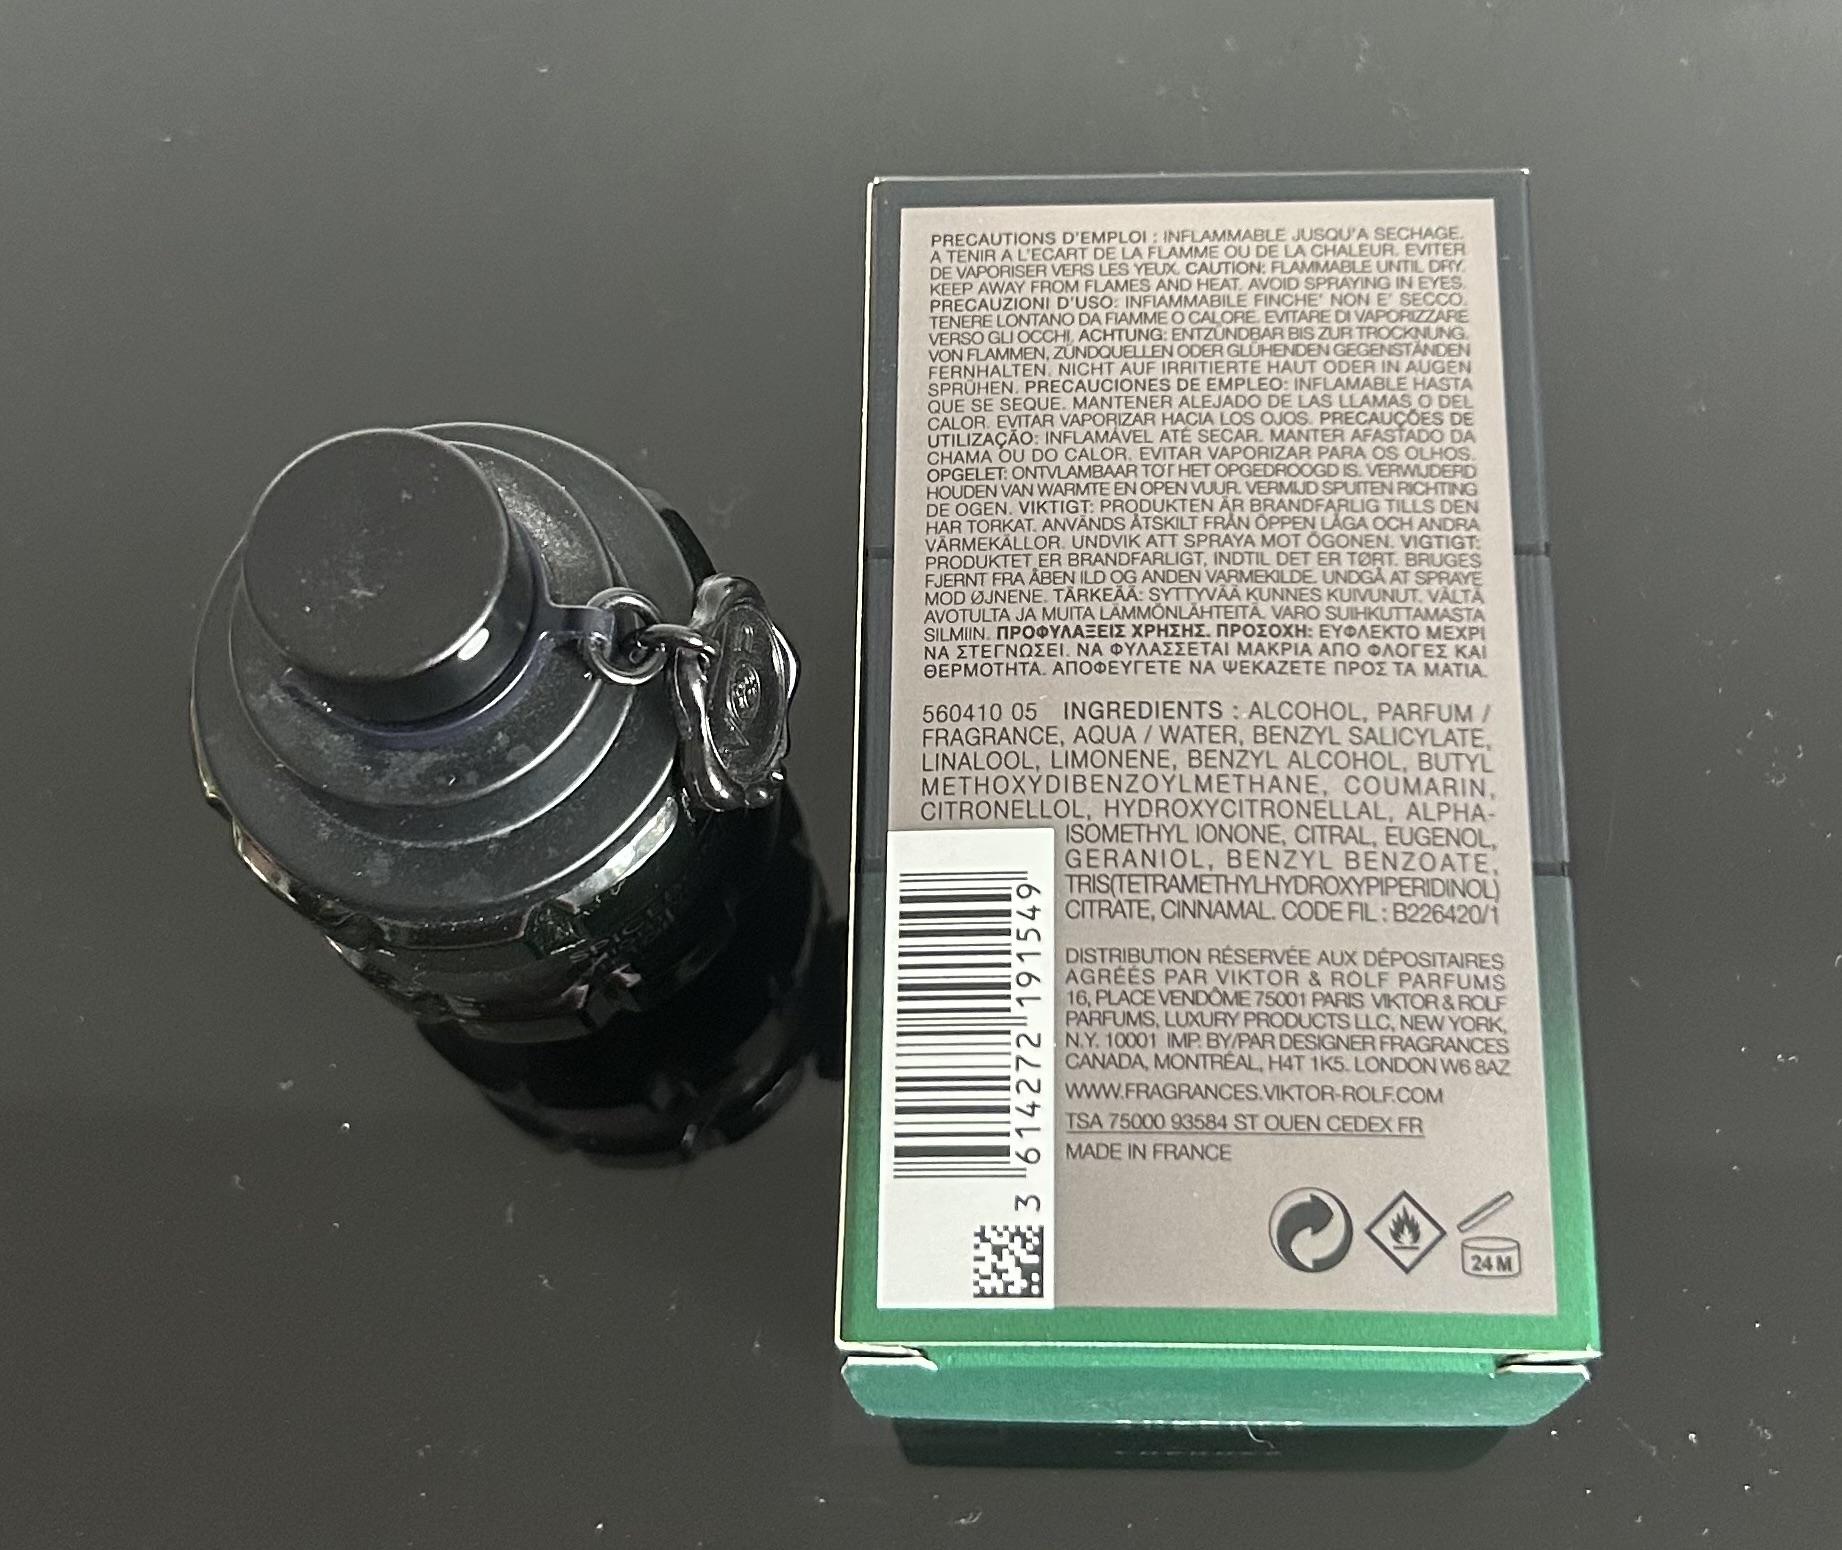 PRECAUTIONS D'EMPLOI : INFLAMMABLE JUSQU'A SECHAGE.
A TENIR A L'ECART DE LA FLAMME OU DE LA CHALEUR. EVITER
DE VAPORISER VERS LES YEUX. CAUTION: FLAMMABLE UNTIL DRY.
KEEP AWAY FROM FLAMES AND HEAT. AVOID SPRAYING IN EYES.
PRECAUZIONI D'USO: INFIAMMABILE FINCHE' NON E' SECCO.
TENERE LONTANO DA FIAMME O CALORE. EVITARE DI VAPORIZZARE
VERSO GLI OCCHI. ACHTUNG: ENTZÜNDBAR BIS ZUR TROCKNUNG.
VON FLAMMEN, ZÜNDQUELLEN ODER GLÜHENDEN GEGENSTÄNDEN
FERNHALTEN. NICHT AUF IRRITIERTE HAUT ODER IN AUGEN
SPRÜHEN. PRECAUCIONES DE EMPLEO: INFLAMABLE HASTA
QUE SE SEQUE. MANTENER ALEJADO DE LAS LLAMAS O DEL
CALOR. EVITAR VAPORIZAR HACIA LOS OJOS. PRECAUÇÕES DE
UTILIZAÇÃO: INFLAMÁVEL ATÉ SECAR. MANTER AFASTADO DA
CHAMA OU DO CALOR. EVITAR VAPORIZAR PARA OS OLHOS.
OPGELET: ONTVLAMBAAR TOT HET OPGEDROOGD IS. VERWIJDERD
HOUDEN VAN WARMTE EN OPEN VUUR. VERMIJD SPUITEN RICHTING
DE OGEN. VIKTIGT: PRODUKTEN ÄR BRANDFARLIG TILLS DEN
HAR TORKAT. ANVÄNDS ÅTSKILT FRÅN ÖPPEN LÅGA OCH ANDRA
VÄRMEKÄLLOR. UNDVIK ATT SPRAYA MOT ÖGONEN. VIGTIGT:
PRODUKTET ER BRANDFARLIGT, INDTIL DET ER TØRT. BRUGES
FJERNT FRA ÅBEN ILD OG ANDEN VARMEKILDE. UNDGÅ AT SPRAYE
MOD ØJNENE. TÄRKEÄÄ: SYTTYVÄÄ KUNNES KUIVUNUT. VÄLTÄ
AVOTULTA JA MUITA LÄMMÖNLÄHTEITÄ. VARO SUIHKUTTAMASTA
SILMIIN. ΠΡΟΦΥΛΑΞΕΙΣ ΧΡΗΣΗΣ. ΠΡΟΣΟΧΗ: ΕΥΦΛΕΚΤΟ ΜΕΧΡΙ
ΝΑ ΣΤΕΓΝΩΣΕΙ. ΝΑ ΦΥΛΑΣΣΕΤΑΙ ΜΑΚΡΙΑ ΑΠΟ ΦΛΟΓΕΣ ΚΑΙ
ΘΕΡΜΟΤΗΤΑ. ΑΠΟΦΕΥΓΕΤΕ ΝΑ ΨΕΚΑΖΕΤΕ ΠΡΟΣ ΤΑ ΜΑΤΙΑ.
560410 05 INGREDIENTS : ALCOHOL, PARFUM /
FRAGRANCE, AQUA / WATER, BENZYL SALICYLATE,
LINALOOL, LIMONENE, BENZYL ALCOHOL, BUTYL
METHOXYDIBENZOYLMETHANE, COUMARIN,
CITRONELLOL, HYDROXYCITRONELLAL, ALPHA-
ISOMETHYL IONONE, CITRAL, EUGENOL,
GERANIOL, BENZYL BENZOATE,
TRIS(TETRAMETHYLHYDROXYPIPERIDINOL)
CITRATE, CINNAMAL. CODE FIL : B226420/1
DISTRIBUTION RÉSERVÉE AUX DÉPOSITAIRES
AGRÉÉS PAR VIKTOR & ROLF PARFUMS
16, PLACE VENDÔME 75001 PARIS VIKTOR & ROLF
PARFUMS, LUXURY PRODUCTS LLC, NEW YORK,
N.Y. 10001 IMP. BY/PAR DESIGNER FRAGRANCES
CANADA, MONTRÉAL, H4T 1K5. LONDON W6 8AZ
WWW.FRAGRANCES.VIKTOR-ROLF.COM
TSA 75000 93584 ST OUEN CEDEX FR
MADE IN FRANCE
24 M
3 614272 191549